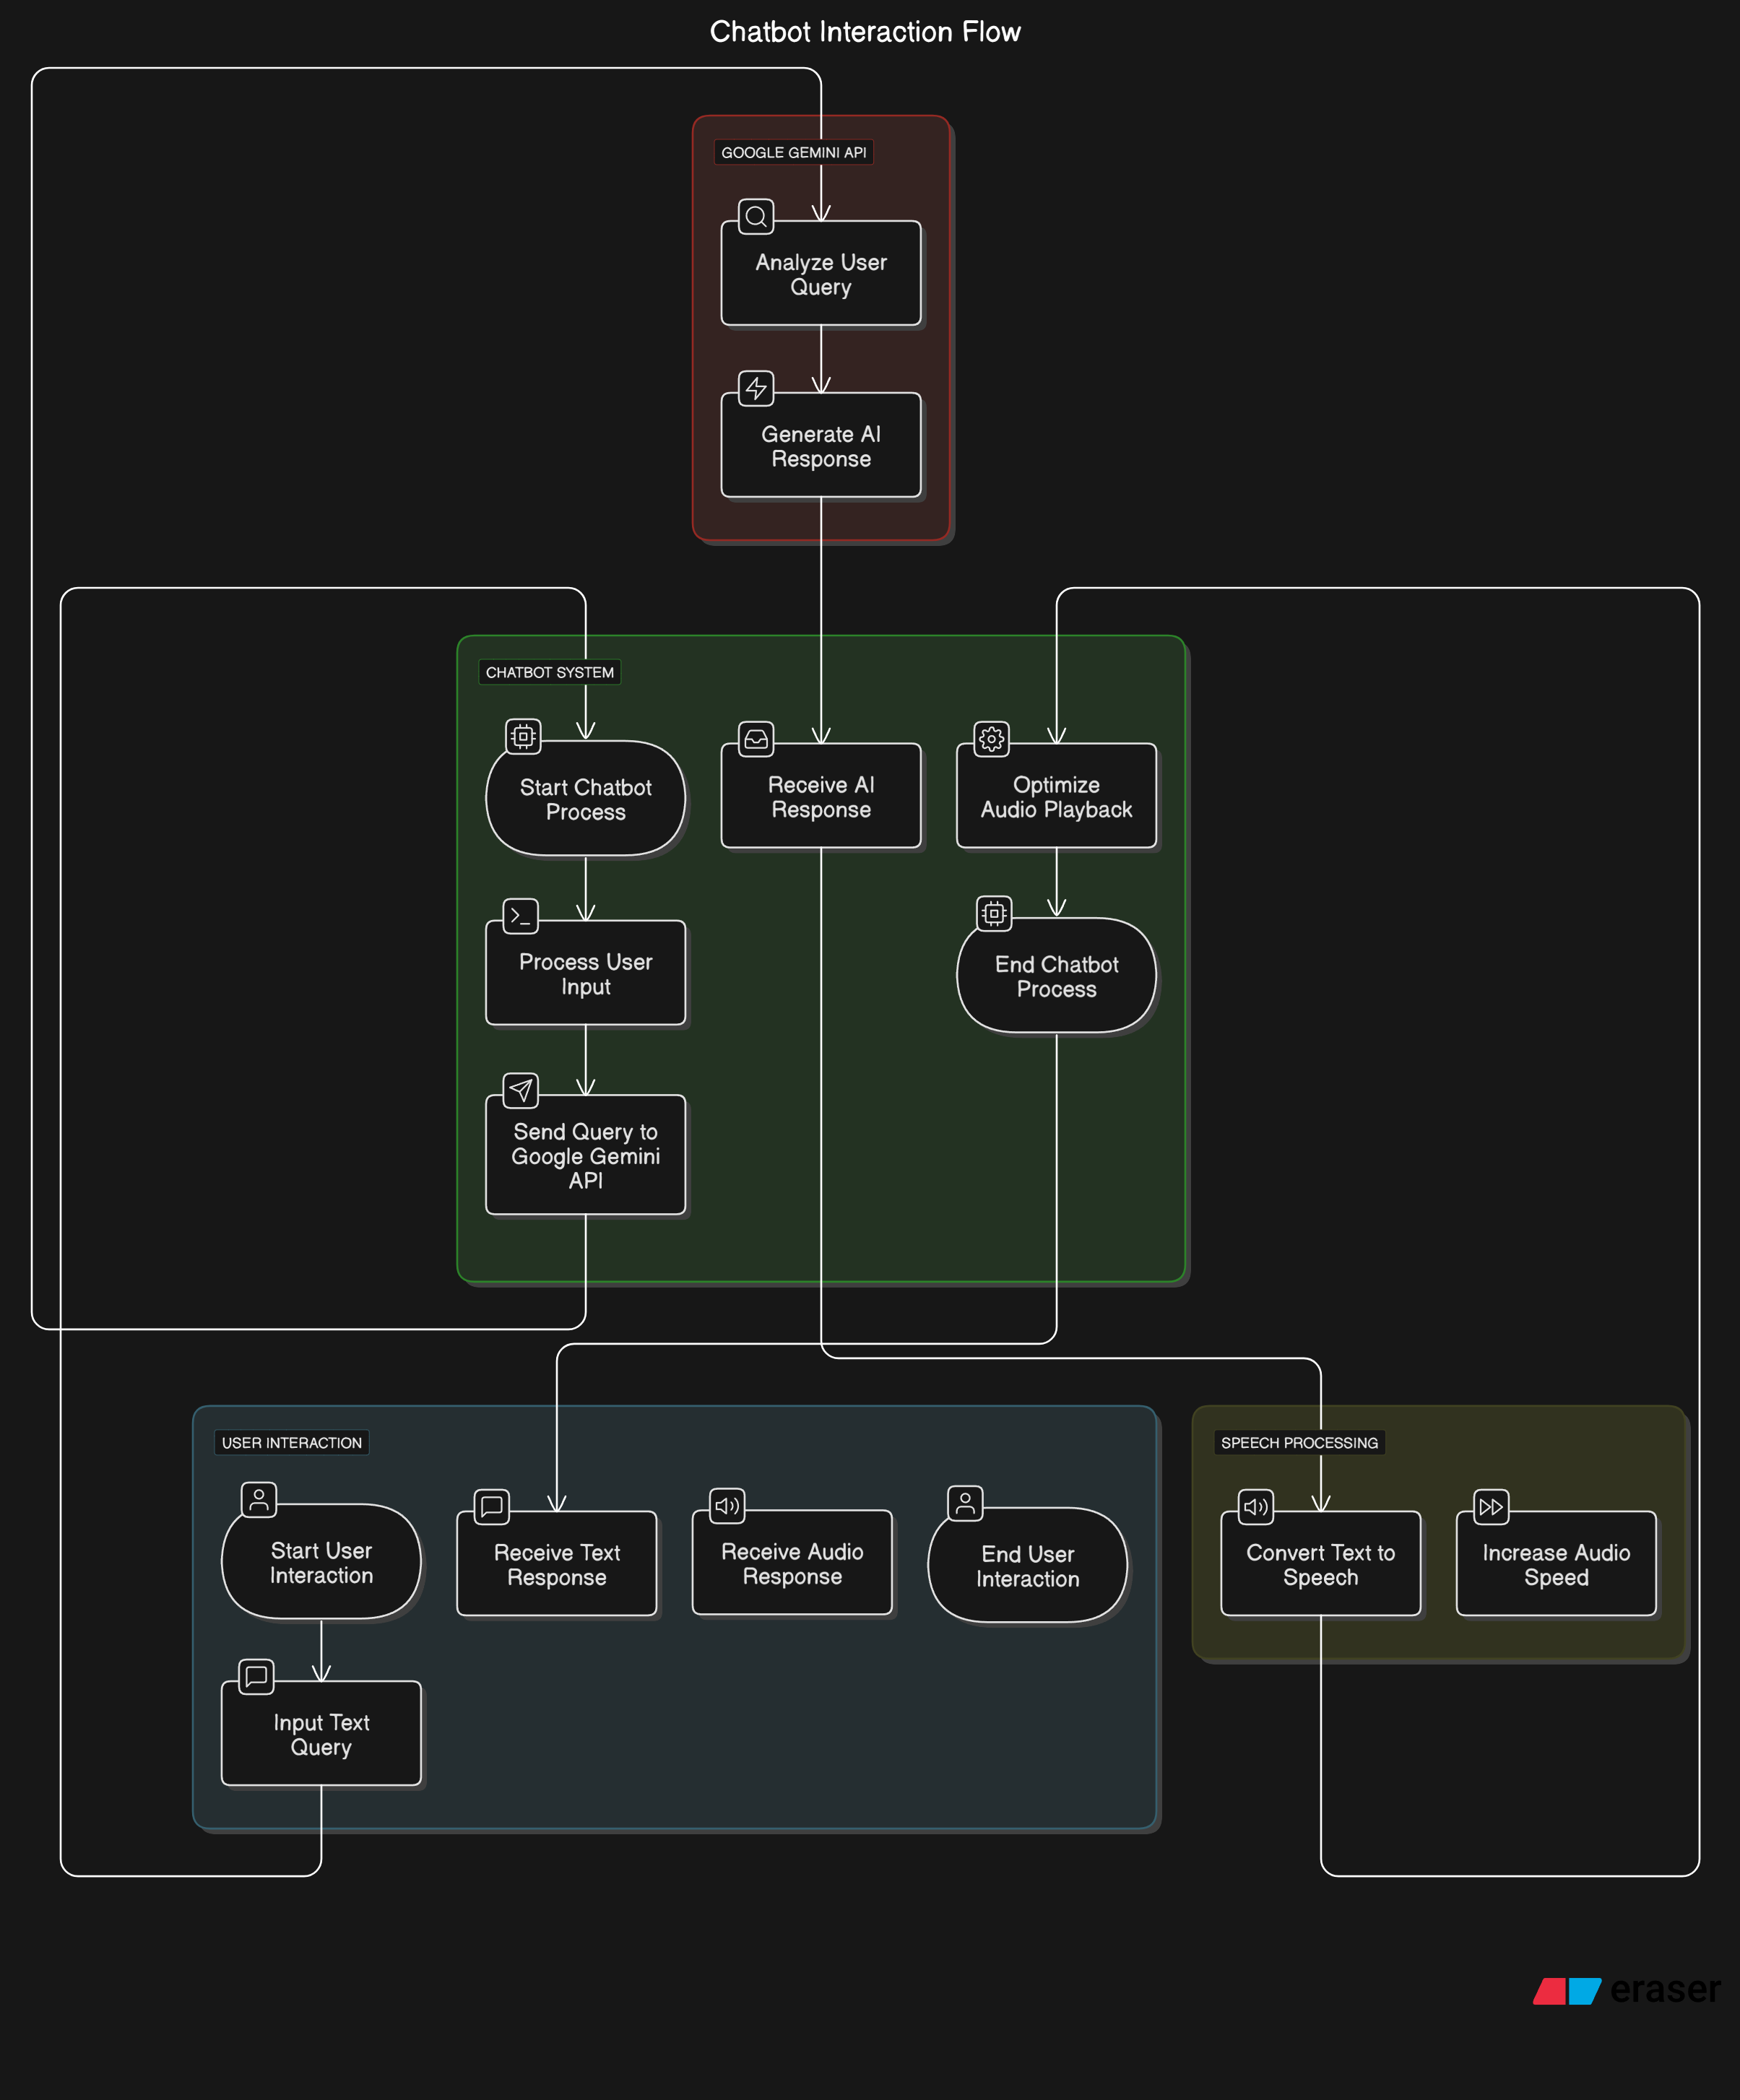 Chatbot Interaction Flow
GOOGLE GEMINI API
Analyze User
Query
Generate AI
Response
CHATBOT SYSTEM
Start Chatbot
Process
Receive AI
Response
Optimize
Audio Playback
Process User
Input
End Chatbot
Process
Send Query to
Google Gemini
API
USER INTERACTION
Start User
Interaction
Receive Text
Response
Receive Audio
Response
End User
Interaction
Input Text
Query
SPEECH PROCESSING
Convert Text to
Speech
Increase Audio
Speed
eraser